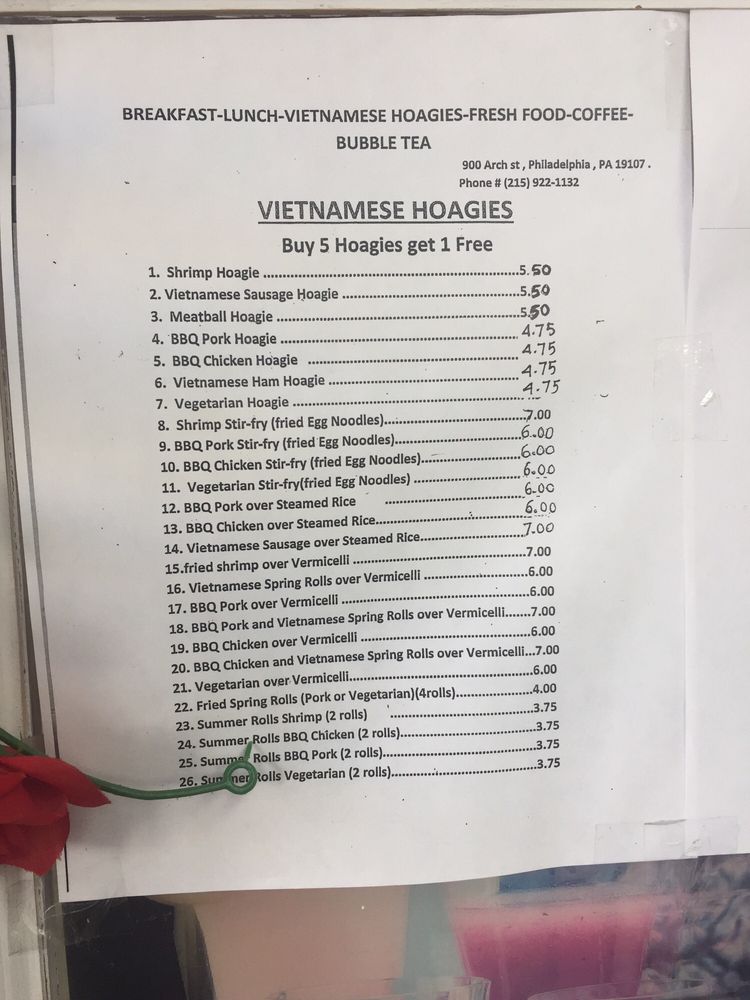 BREAKFAST-LUNCH-VIETNAMESE HOAGIES-FRESH FOOD-COFFEE-
BUBBLE TEA
900 Arch st , Philadelphia , PA 19107 .
Phone # (215) 922-1132
VIETNAMESE HOAGIES
Buy 5 Hoagies get 1 Free
1. Shrimp Hoagie ..........5.50
2. Vietnamese Sausage Hoagie ..........5.50
3. Meatball Hoagie ..........5.50
4. BBQ Pork Hoagie .......... 4.75
5. BBQ Chicken Hoagie .......... 4.75
6. Vietnamese Ham Hoagie .......... 4.75
7. Vegetarian Hoagie .......... 4.75
8. Shrimp Stir-fry (fried Egg Noodles)..........7.00
9. BBQ Pork Stir-fry (fried Egg Noodles)..........6.00
10. BBQ Chicken Stir-fry (fried Egg Noodles)..........6.00
11. Vegetarian Stir-fry(fried Egg Noodles) ..........6.00
12. BBQ Pork over Steamed Rice ..........6.00
13. BBQ Chicken over Steamed Rice..........6.00
14. Vietnamese Sausage over Steamed Rice..........7.00
15.fried shrimp over Vermicelli ..........7.00
16. Vietnamese Spring Rolls over Vermicelli ..........6.00
17. BBQ Pork over Vermicelli ..........6.00
18. BBQ Pork and Vietnamese Spring Rolls over Vermicelli......7.00
19. BBQ Chicken over Vermicelli ..........6.00
20. BBQ Chicken and Vietnamese Spring Rolls over Vermicelli...7.00
21. Vegetarian over Vermicelli..........6.00
22. Fried Spring Rolls (Pork or Vegetarian)(4rolls)..........4.00
23. Summer Rolls Shrimp (2 rolls) ..........3.75
24. Summer Rolls BBQ Chicken (2 rolls)..........3.75
25. Summer Rolls BBQ Pork (2 rolls)..........3.75
26. Summer Rolls Vegetarian (2 rolls)..........3.75